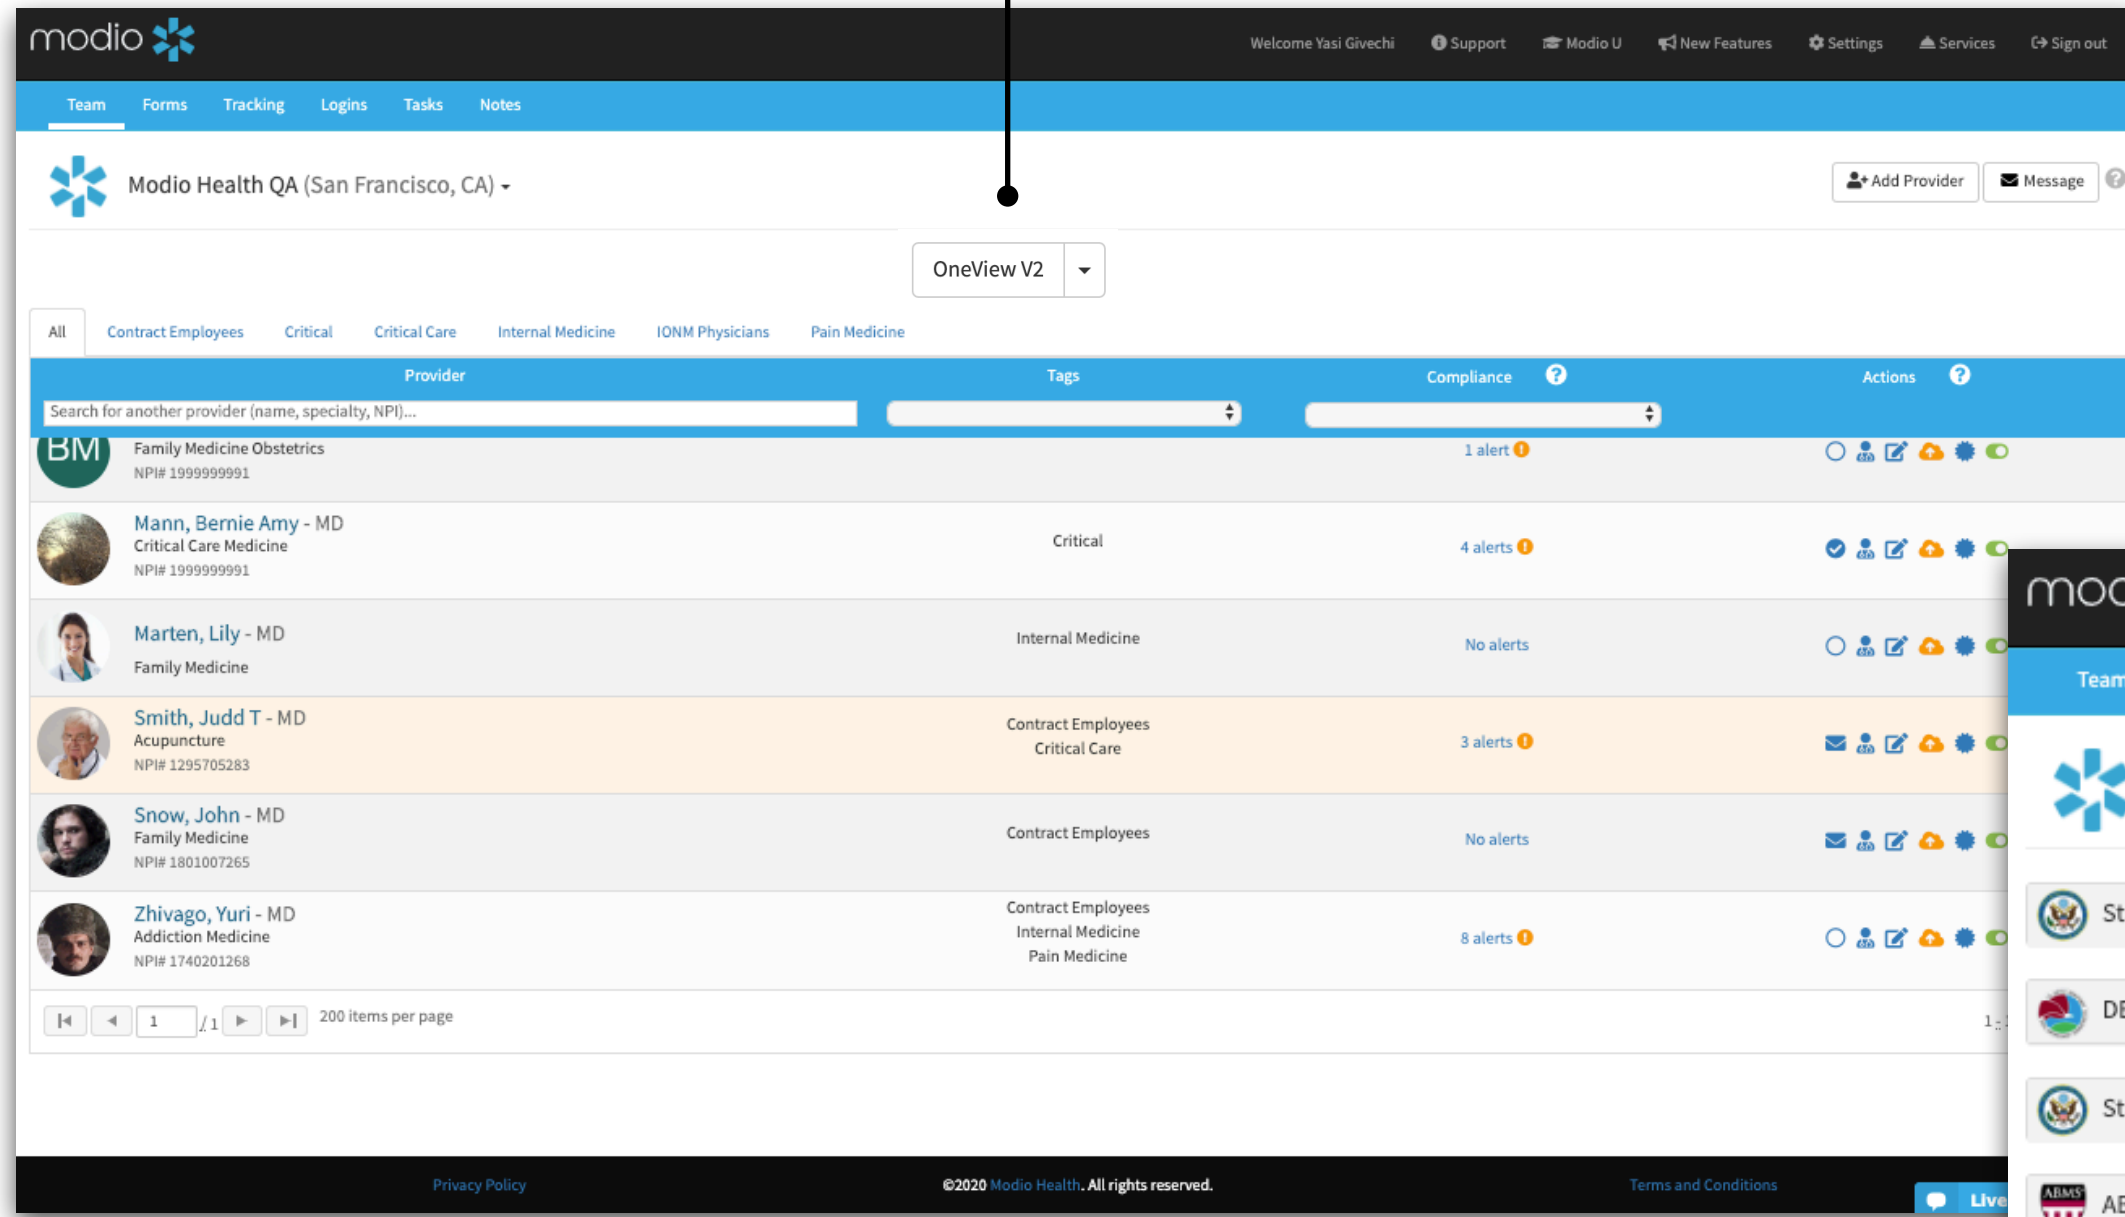 modio
Welcome Yasi Givechi Support Modio U New Features Settings Services Sign out
Team Forms Tracking Logins Tasks Notes
Modio Health QA (San Francisco, CA)
Add Provider Message ?
OneView V2
All Contract Employees Critical Critical Care Internal Medicine IONM Physicians Pain Medicine
Provider Tags Compliance ? Actions ?
Search for another provider (name, specialty, NPI)...
BM
Family Medicine Obstetrics
NPI# 1999999991
1 alert
Mann, Bernie Amy - MD
Critical Care Medicine
NPI# 1999999991
Critical
4 alerts
Marten, Lily - MD
Family Medicine
Internal Medicine
No alerts
Smith, Judd T - MD
Acupuncture
NPI# 1295705283
Contract Employees
Critical Care
3 alerts
Snow, John - MD
Family Medicine
NPI# 1801007265
Contract Employees
No alerts
Zhivago, Yuri - MD
Addiction Medicine
NPI# 1740201268
Contract Employees
Internal Medicine
Pain Medicine
8 alerts
1 / 1 200 items per page
1 -
Privacy Policy ©2020 Modio Health. All rights reserved. Terms and Conditions
Live
Team
ABMS